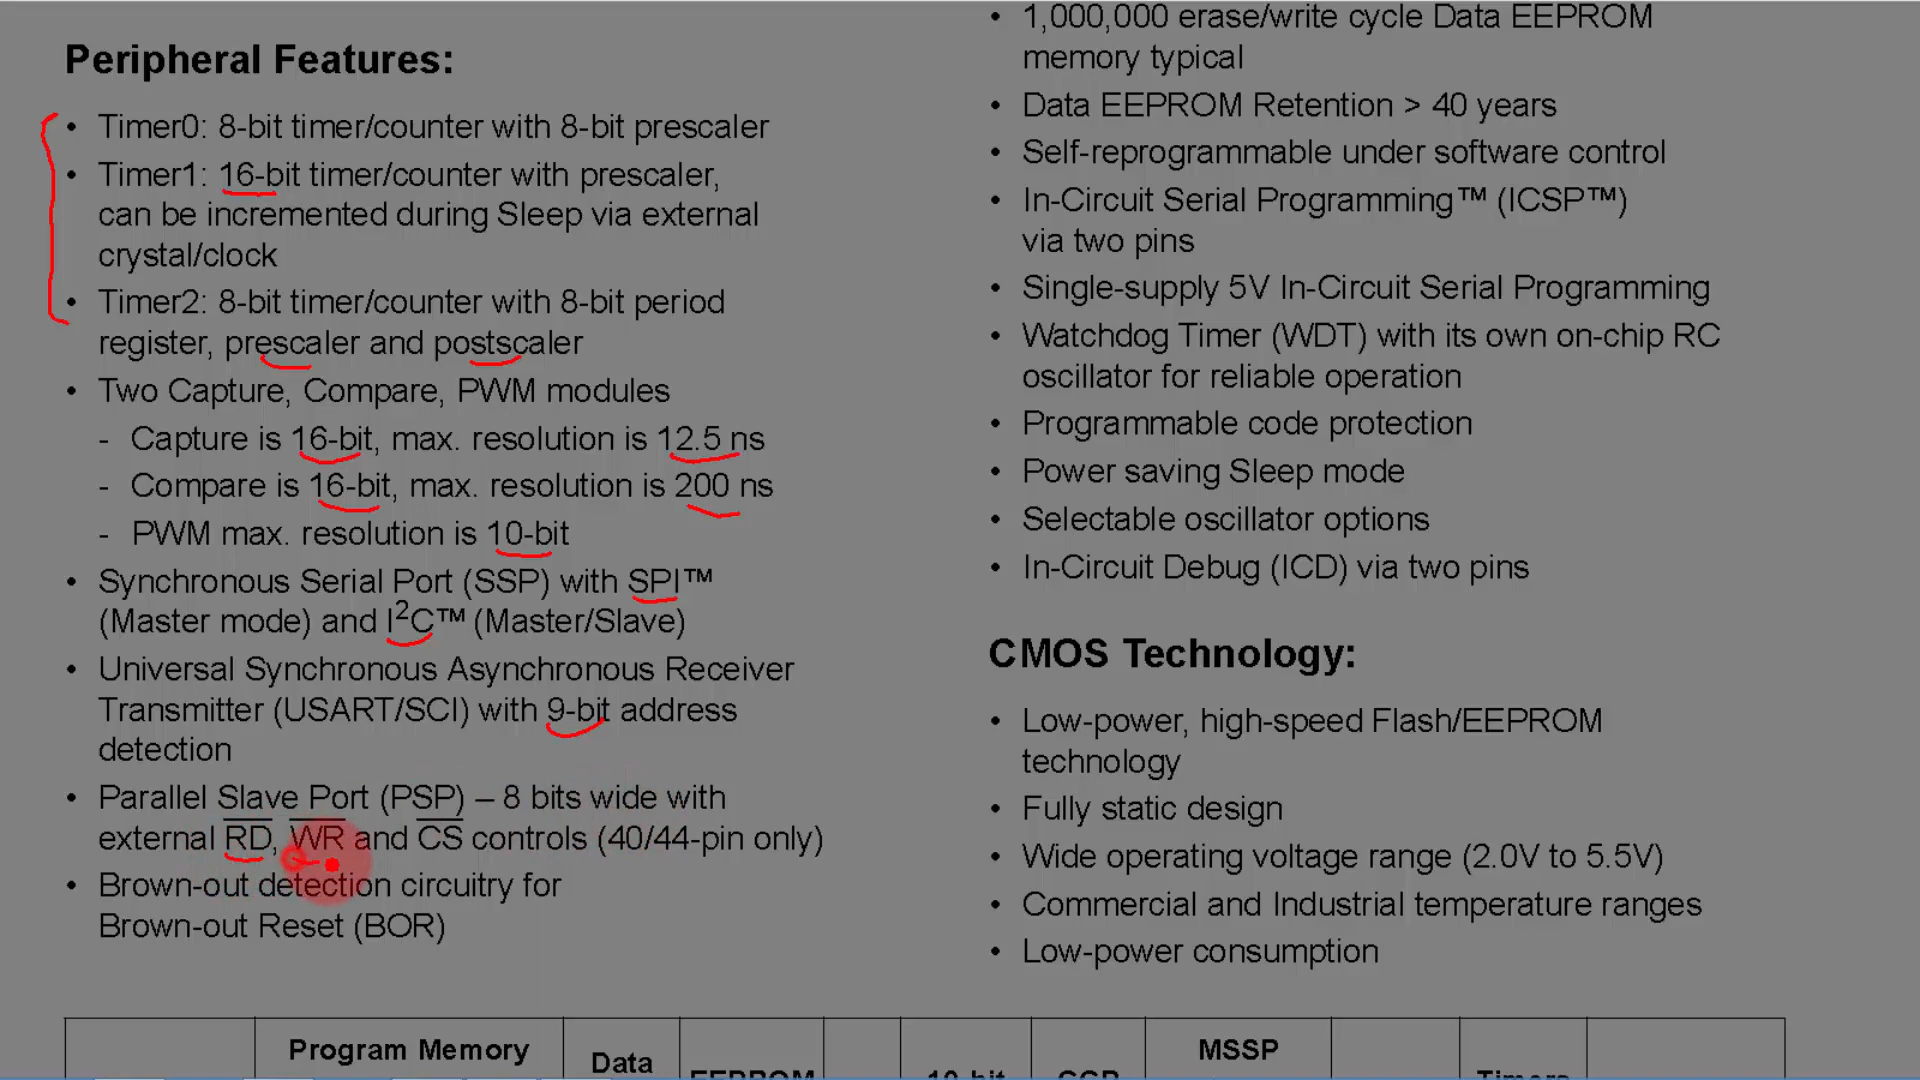 Peripheral Features:
• Timer0: 8-bit timer/counter with 8-bit prescaler
• Timer1: 16-bit timer/counter with prescaler,
can be incremented during Sleep via external
crystal/clock
• Timer2: 8-bit timer/counter with 8-bit period
register, prescaler and postscaler
• Two Capture, Compare, PWM modules
- Capture is 16-bit, max. resolution is 12.5 ns
- Compare is 16-bit, max. resolution is 200 ns
- PWM max. resolution is 10-bit
• Synchronous Serial Port (SSP) with SPI™
(Master mode) and I²C™ (Master/Slave)
• Universal Synchronous Asynchronous Receiver
Transmitter (USART/SCI) with 9-bit address
detection
• Parallel Slave Port (PSP) – 8 bits wide with
external RD, WR and CS controls (40/44-pin only)
• Brown-out detection circuitry for
Brown-out Reset (BOR)
• 1,000,000 erase/write cycle Data EEPROM
memory typical
• Data EEPROM Retention > 40 years
• Self-reprogrammable under software control
• In-Circuit Serial Programming™ (ICSP™)
via two pins
• Single-supply 5V In-Circuit Serial Programming
• Watchdog Timer (WDT) with its own on-chip RC
oscillator for reliable operation
• Programmable code protection
• Power saving Sleep mode
• Selectable oscillator options
• In-Circuit Debug (ICD) via two pins
CMOS Technology:
• Low-power, high-speed Flash/EEPROM
technology
• Fully static design
• Wide operating voltage range (2.0V to 5.5V)
• Commercial and Industrial temperature ranges
• Low-power consumption
Program Memory
Data
EEPROM
10-bit
CCP
MSSP
Timers